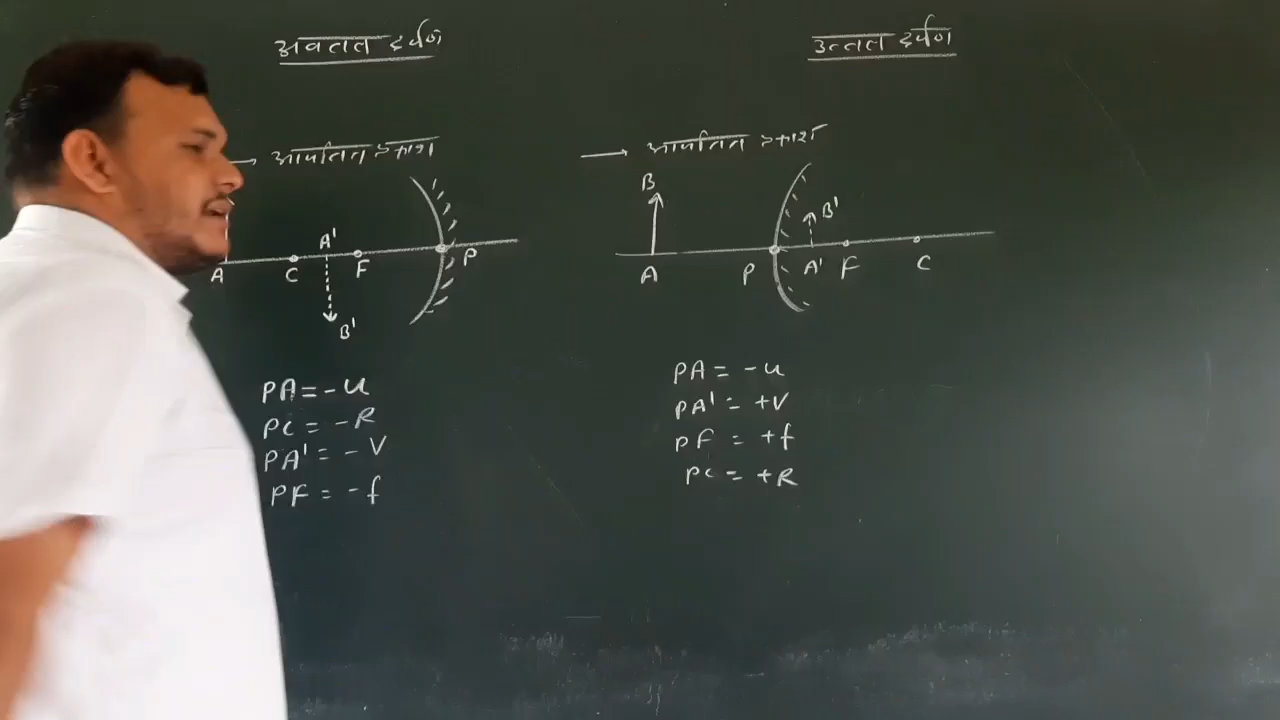 अवतल दर्पण
आपतित प्रकाश
A'
A C F P
B'
PA = -u
PC = -R
PA' = -V
PF = -f
उत्तल दर्पण
आपतित प्रकाश
B
B'
A P A' F C
PA = -u
PA' = +V
PF = +f
PC = +R